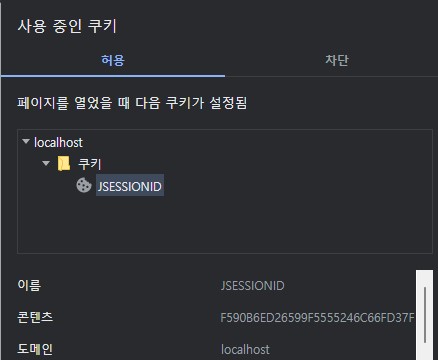 사용 중인 쿠키
허용 차단
페이지를 열었을 때 다음 쿠키가 설정됨
localhost
쿠키
JSESSIONID
이름 JSESSIONID
콘텐츠 F590B6ED26599F5555246C66FD37F
도메인 localhost